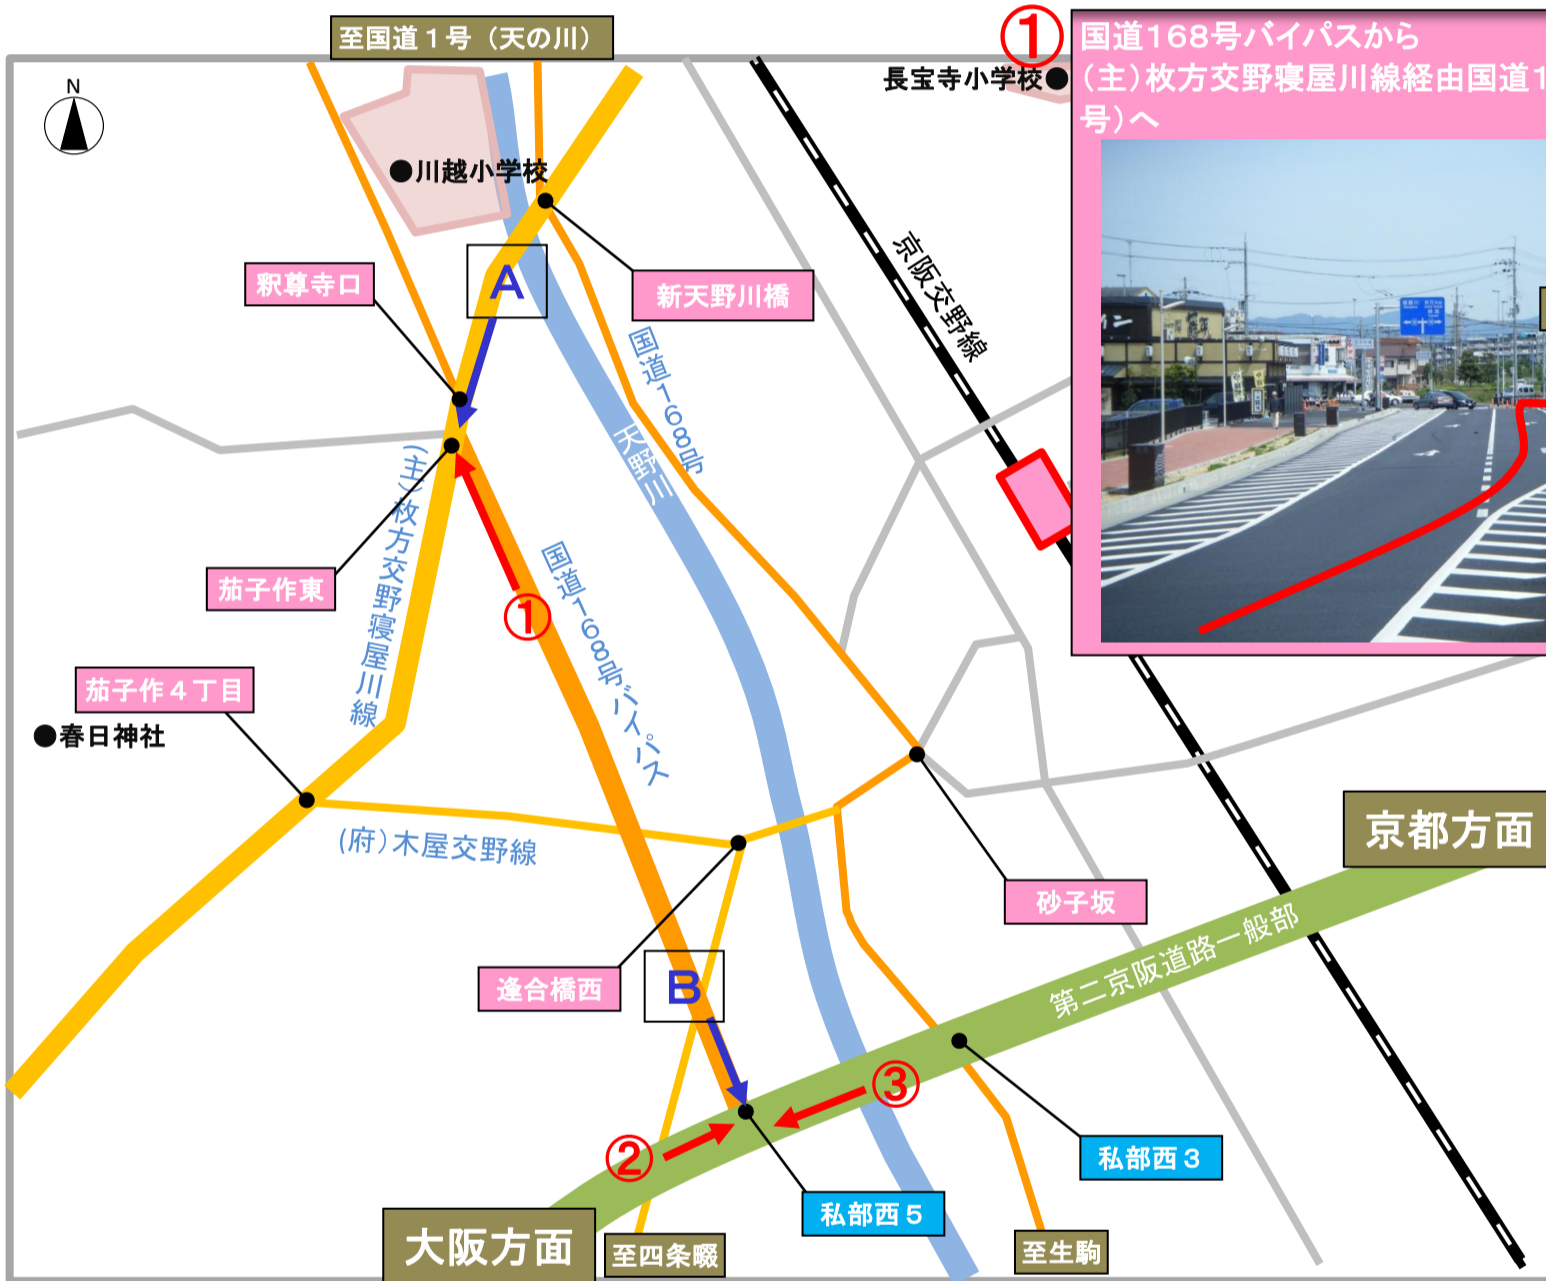 至国道1号（天の川）
①
国道168号バイパスから
（主）枚方交野寝屋川線経由国道1
号）へ
長宝寺小学校
N
川越小学校
A
釈尊寺口
新天野川橋
京阪交野線
国道168号
天野川
（主）枚方交野寝屋川線
茄子作東
①
国道168号バイパス
茄子作４丁目
春日神社
（府）木屋交野線
京都方面
砂子坂
逢合橋西
B
第二京阪道路一般部
③
②
私部西３
私部西５
大阪方面
至四条畷
至生駒